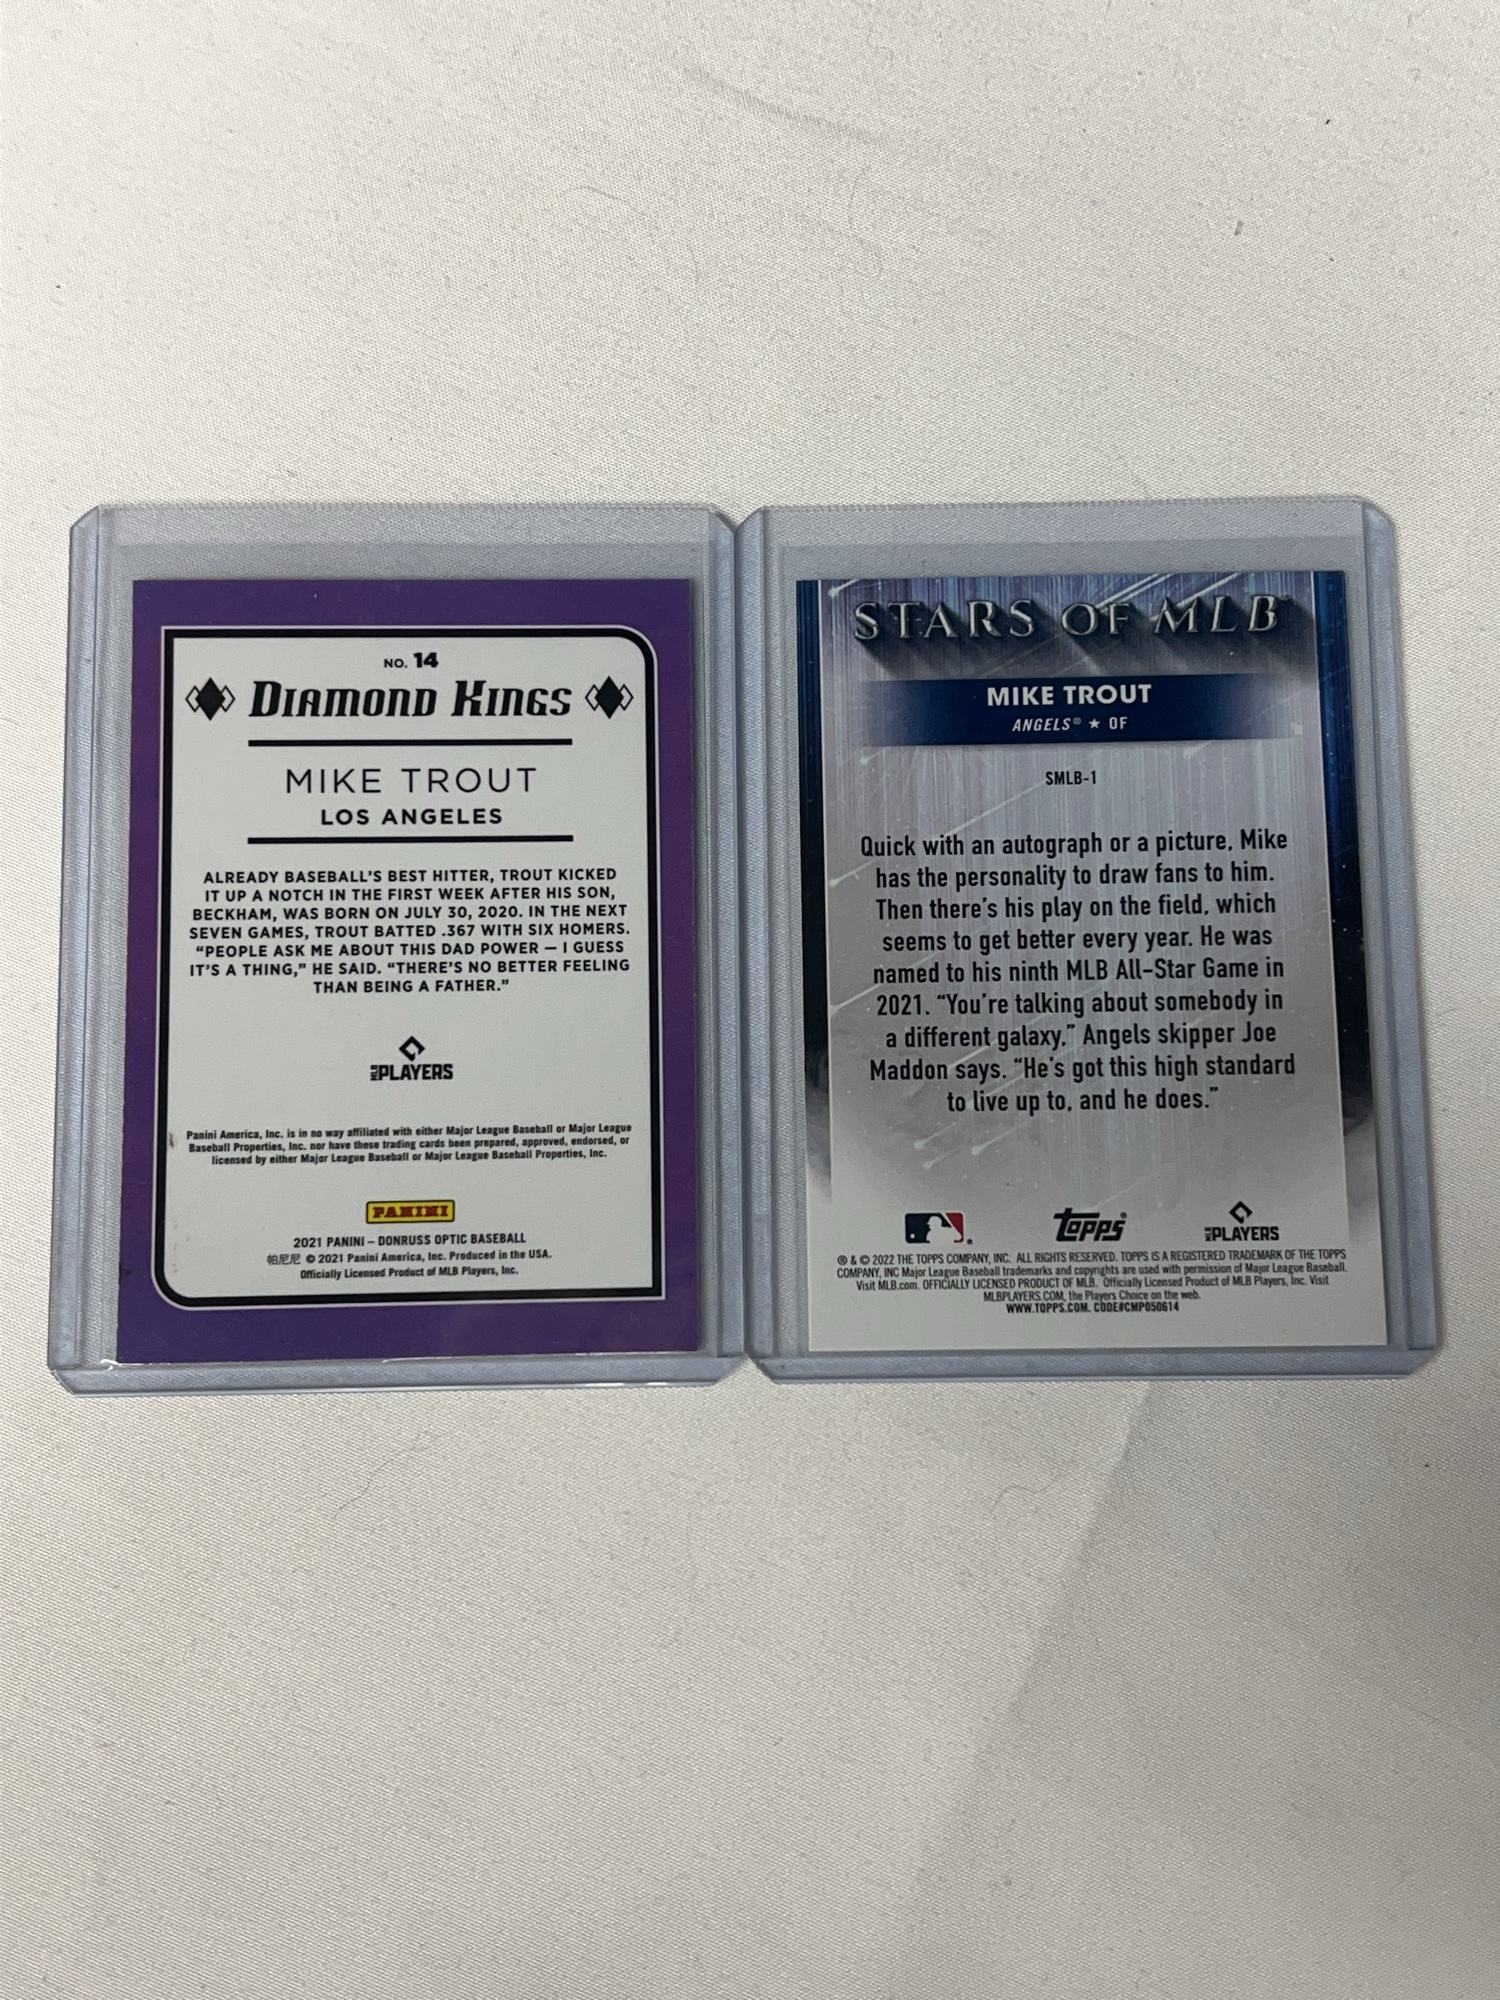 NO. 14
DIAMOND KINGS
MIKE TROUT
LOS ANGELES
ALREADY BASEBALL'S BEST HITTER, TROUT KICKED
IT UP A NOTCH IN THE FIRST WEEK AFTER HIS SON,
BECKHAM, WAS BORN ON JULY 30, 2020. IN THE NEXT
SEVEN GAMES, TROUT BATTED .367 WITH SIX HOMERS.
“PEOPLE ASK ME ABOUT THIS DAD POWER — I GUESS
IT'S A THING,” HE SAID. “THERE'S NO BETTER FEELING
THAN BEING A FATHER.”
MLB PLAYERS
Panini America, Inc. is in no way affiliated with either Major League Baseball or Major League
Baseball Properties, Inc. nor have these trading cards been prepared, approved, endorsed, or
licensed by either Major League Baseball or Major League Baseball Properties, Inc.
PANINI
2021 PANINI – DONRUSS OPTIC BASEBALL
帕尼尼 © 2021 Panini America, Inc. Produced in the USA.
Officially Licensed Product of MLB Players, Inc.
STARS OF MLB®
MIKE TROUT
ANGELS® ★ OF
SMLB-1
Quick with an autograph or a picture, Mike
has the personality to draw fans to him.
Then there's his play on the field, which
seems to get better every year. He was
named to his ninth MLB All-Star Game in
2021. “You're talking about somebody in
a different galaxy,” Angels skipper Joe
Maddon says. “He's got this high standard
to live up to, and he does.”
topps MLB PLAYERS
® & © 2022 THE TOPPS COMPANY, INC. ALL RIGHTS RESERVED. TOPPS IS A REGISTERED TRADEMARK OF THE TOPPS
COMPANY, INC Major League Baseball trademarks and copyrights are used with permission of Major League Baseball.
Visit MLB.com. OFFICIALLY LICENSED PRODUCT OF MLB. Officially Licensed Product of MLB Players, Inc. Visit
MLBPLAYERS.COM, the Players Choice on the web.
WWW.TOPPS.COM. CODE#CMP050614